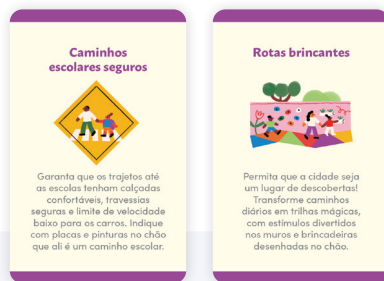 Caminhos
escolares seguros
Garanta que os trajetos até
as escolas tenham calçadas
confortáveis, travessias
seguras e limite de velocidade
baixo para os carros. Indique
com placas e pinturas no chão
que ali é um caminho escolar.
Rotas brincantes
Permita que a cidade seja
um lugar de descobertas!
Transforme caminhos
diários em trilhas mágicas,
com estímulos divertidos
nos muros e brincadeiras
desenhadas no chão.